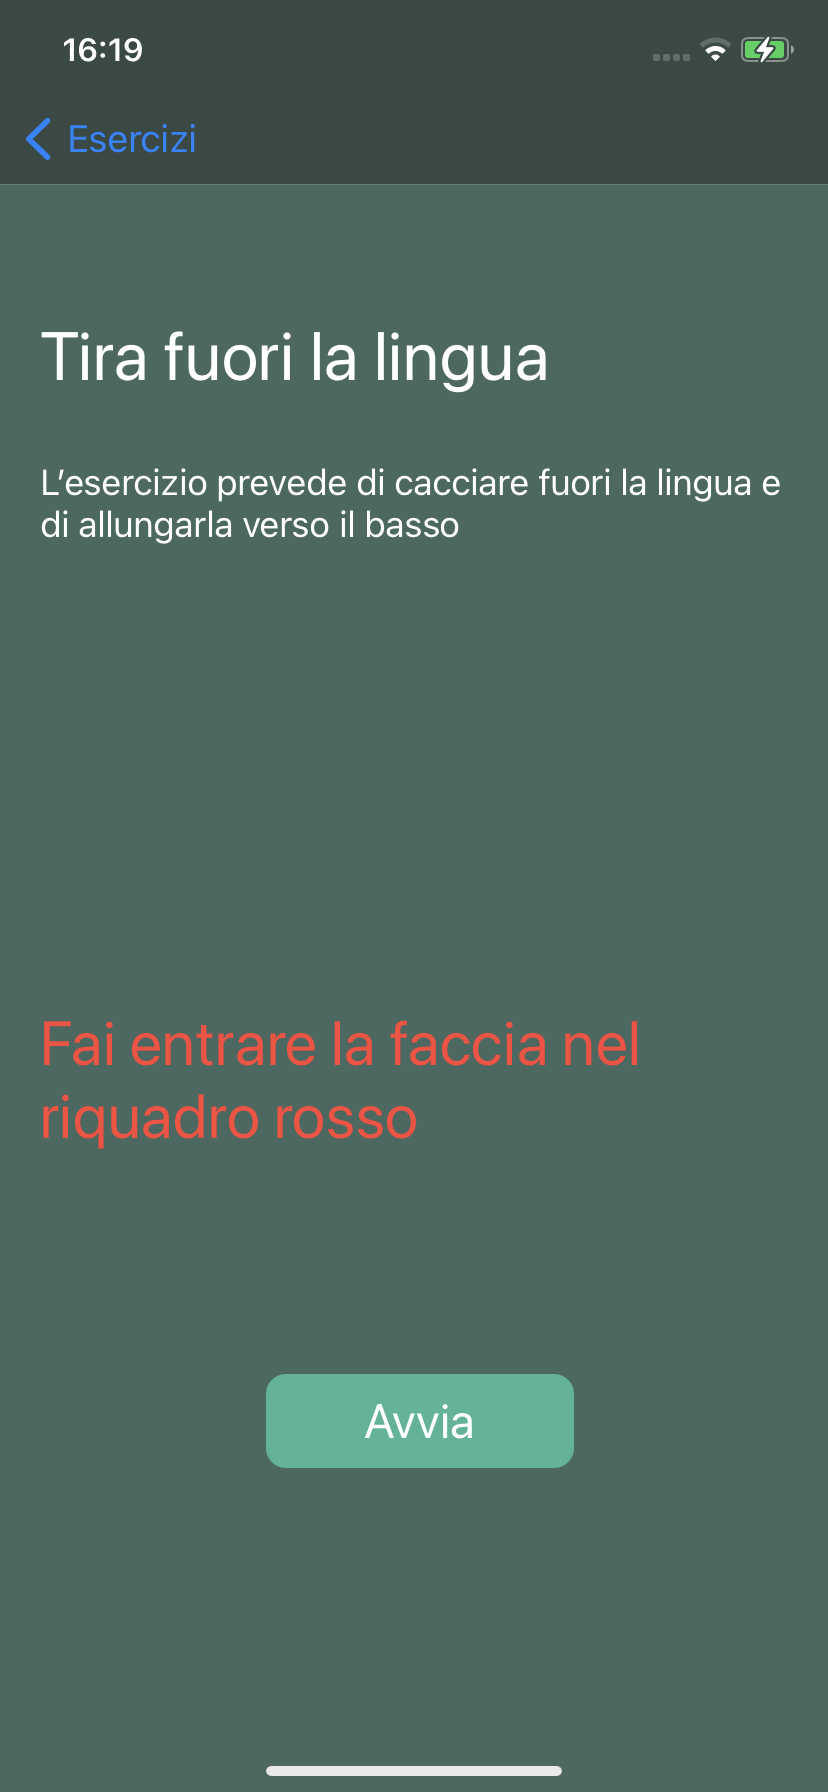 16:19
Esercizi
Tira fuori la lingua
L’esercizio prevede di cacciare fuori la lingua e
di allungarla verso il basso
Fai entrare la faccia nel
riquadro rosso
Avvia